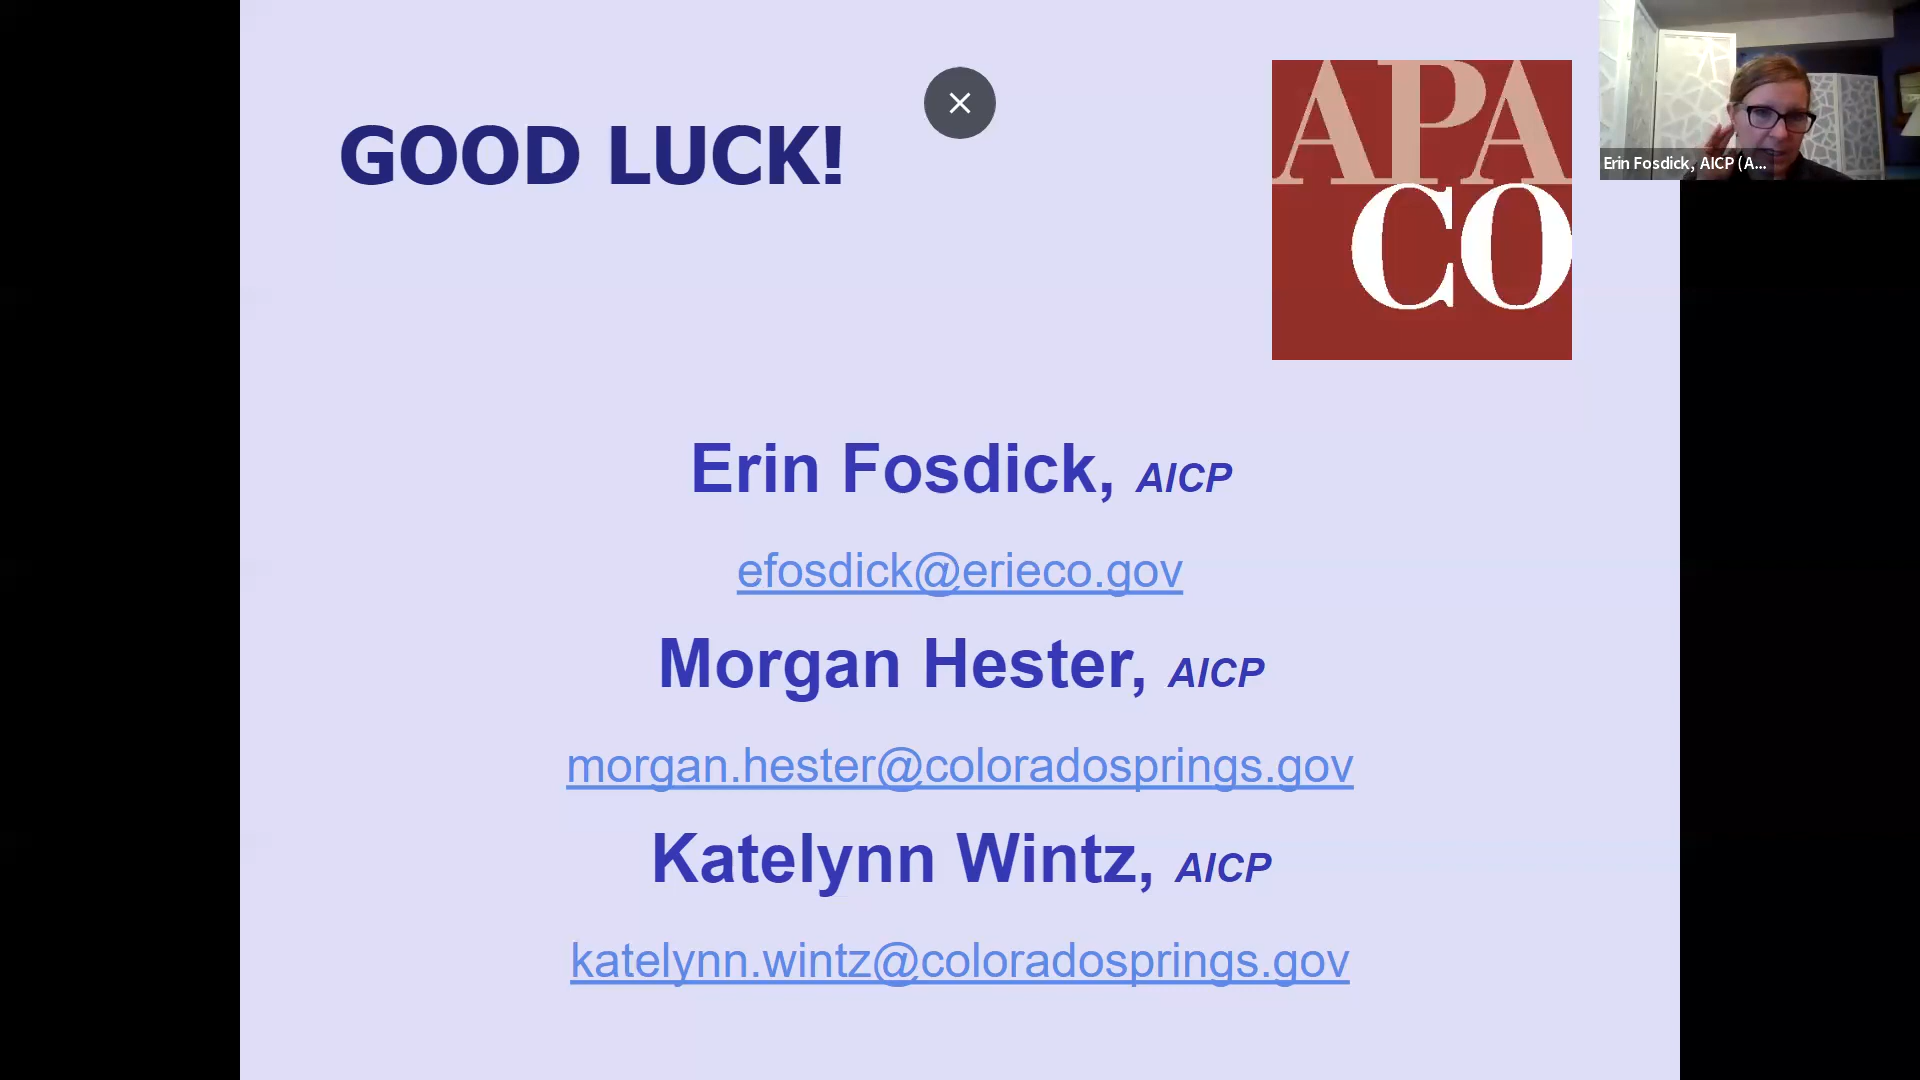 GOOD LUCK!
APA
CO
Erin Fosdick, AICP (A...
Erin Fosdick, AICP
efosdick@erieco.gov
Morgan Hester, AICP
morgan.hester@coloradosprings.gov
Katelynn Wintz, AICP
katelynn.wintz@coloradosprings.gov